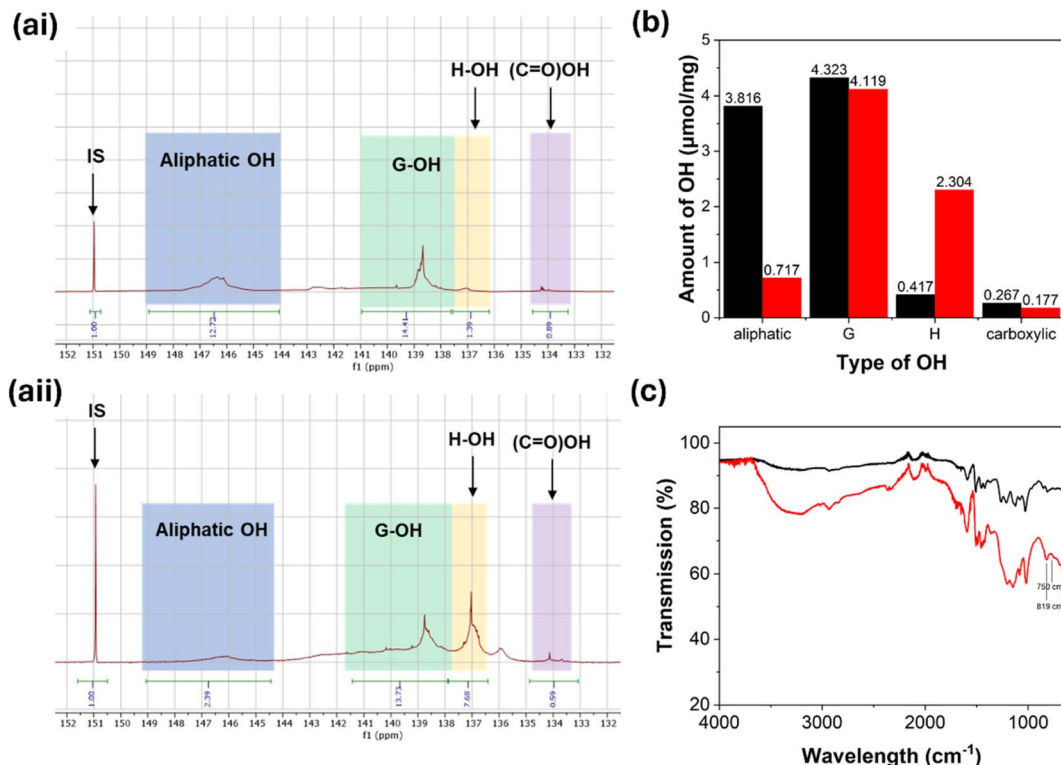 (ai)
IS
Aliphatic OH
G-OH
H-OH
(C=O)OH
1.00
12.72
14.41
1.39
0.89
152 151 150 149 148 147 146 145 144 143 142 141 140 139 138 137 136 135 134 133 132
f1 (ppm)
(aii)
IS
Aliphatic OH
G-OH
H-OH
(C=O)OH
1.00
2.39
13.73
7.68
0.59
152 151 150 149 148 147 146 145 144 143 142 141 140 139 138 137 136 135 134 133 132
f1 (ppm)
(b)
Amount of OH (μmol/mg)
5
4
3
2
1
0
3.816
0.717
4.323
4.119
0.417
2.304
0.267
0.177
aliphatic G H carboxylic
Type of OH
(c)
Transmission (%)
100
80
60
40
20
750 cm
819 cm
4000 3000 2000 1000
Wavelength (cm-1)